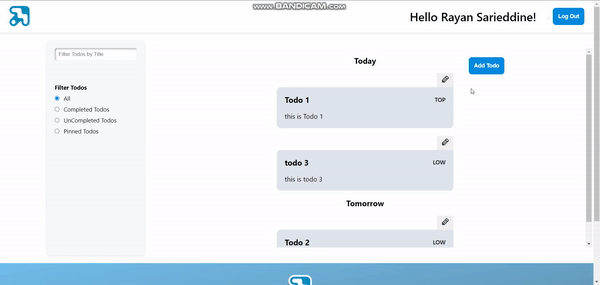 www.BANDICAM.com
Hello Rayan Sarieddine!
Log Out
Filter Todos by Title
Filter Todos
All
Completed Todos
UnCompleted Todos
Pinned Todos
Today
Add Todo
Todo 1 TOP
this is Todo 1
todo 3 LOW
this is todo 3
Tomorrow
Todo 2 LOW